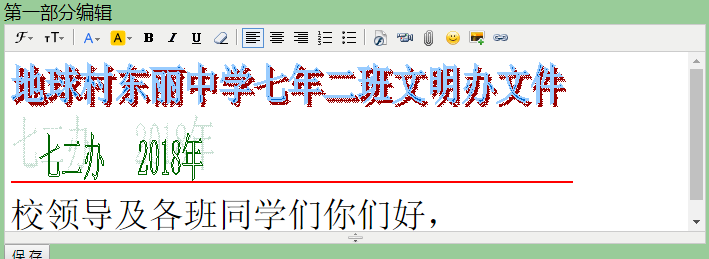 第一部分编辑
ℱ T A A B I U
地球村东丽中学七年二班文明办文件
七二办 2018年
校领导及各班同学们你们好，
保 存